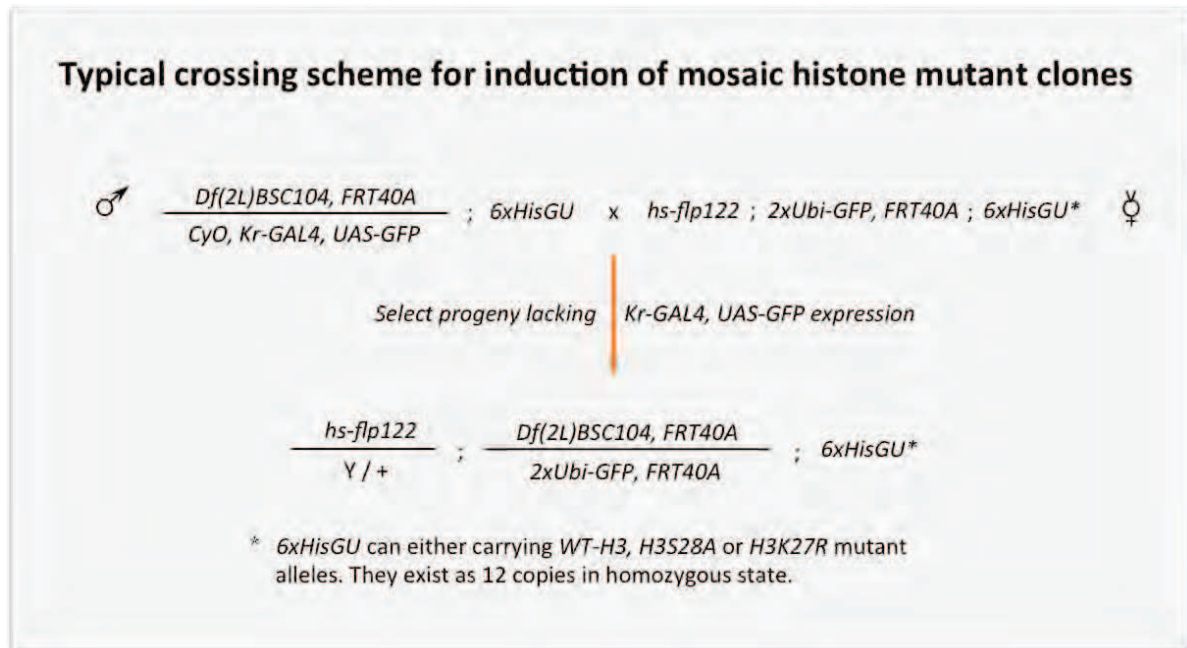 Typical crossing scheme for induction of mosaic histone mutant clones
♂ Df(2L)BSC104, FRT40A ; 6xHisGU x hs-flp122 ; 2xUbi-GFP, FRT40A ; 6xHisGU* ☿
CyO, Kr-GAL4, UAS-GFP
Select progeny lacking Kr-GAL4, UAS-GFP expression
hs-flp122 ; Df(2L)BSC104, FRT40A ; 6xHisGU*
Y / + 2xUbi-GFP, FRT40A
* 6xHisGU can either carrying WT-H3, H3S28A or H3K27R mutant
alleles. They exist as 12 copies in homozygous state.